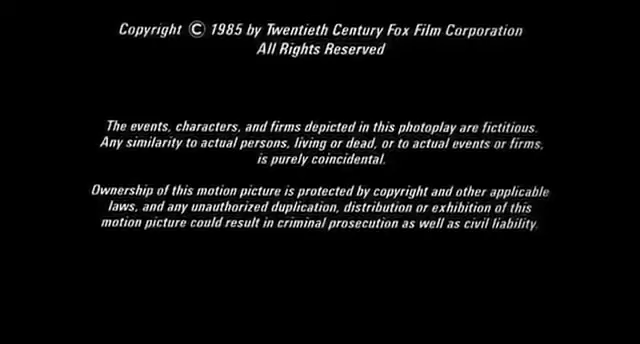 Copyright © 1985 by Twentieth Century Fox Film Corporation
All Rights Reserved
The events, characters, and firms depicted in this photoplay are fictitious.
Any similarity to actual persons, living or dead, or to actual events or firms,
is purely coincidental.
Ownership of this motion picture is protected by copyright and other applicable
laws, and any unauthorized duplication, distribution or exhibition of this
motion picture could result in criminal prosecution as well as civil liability.